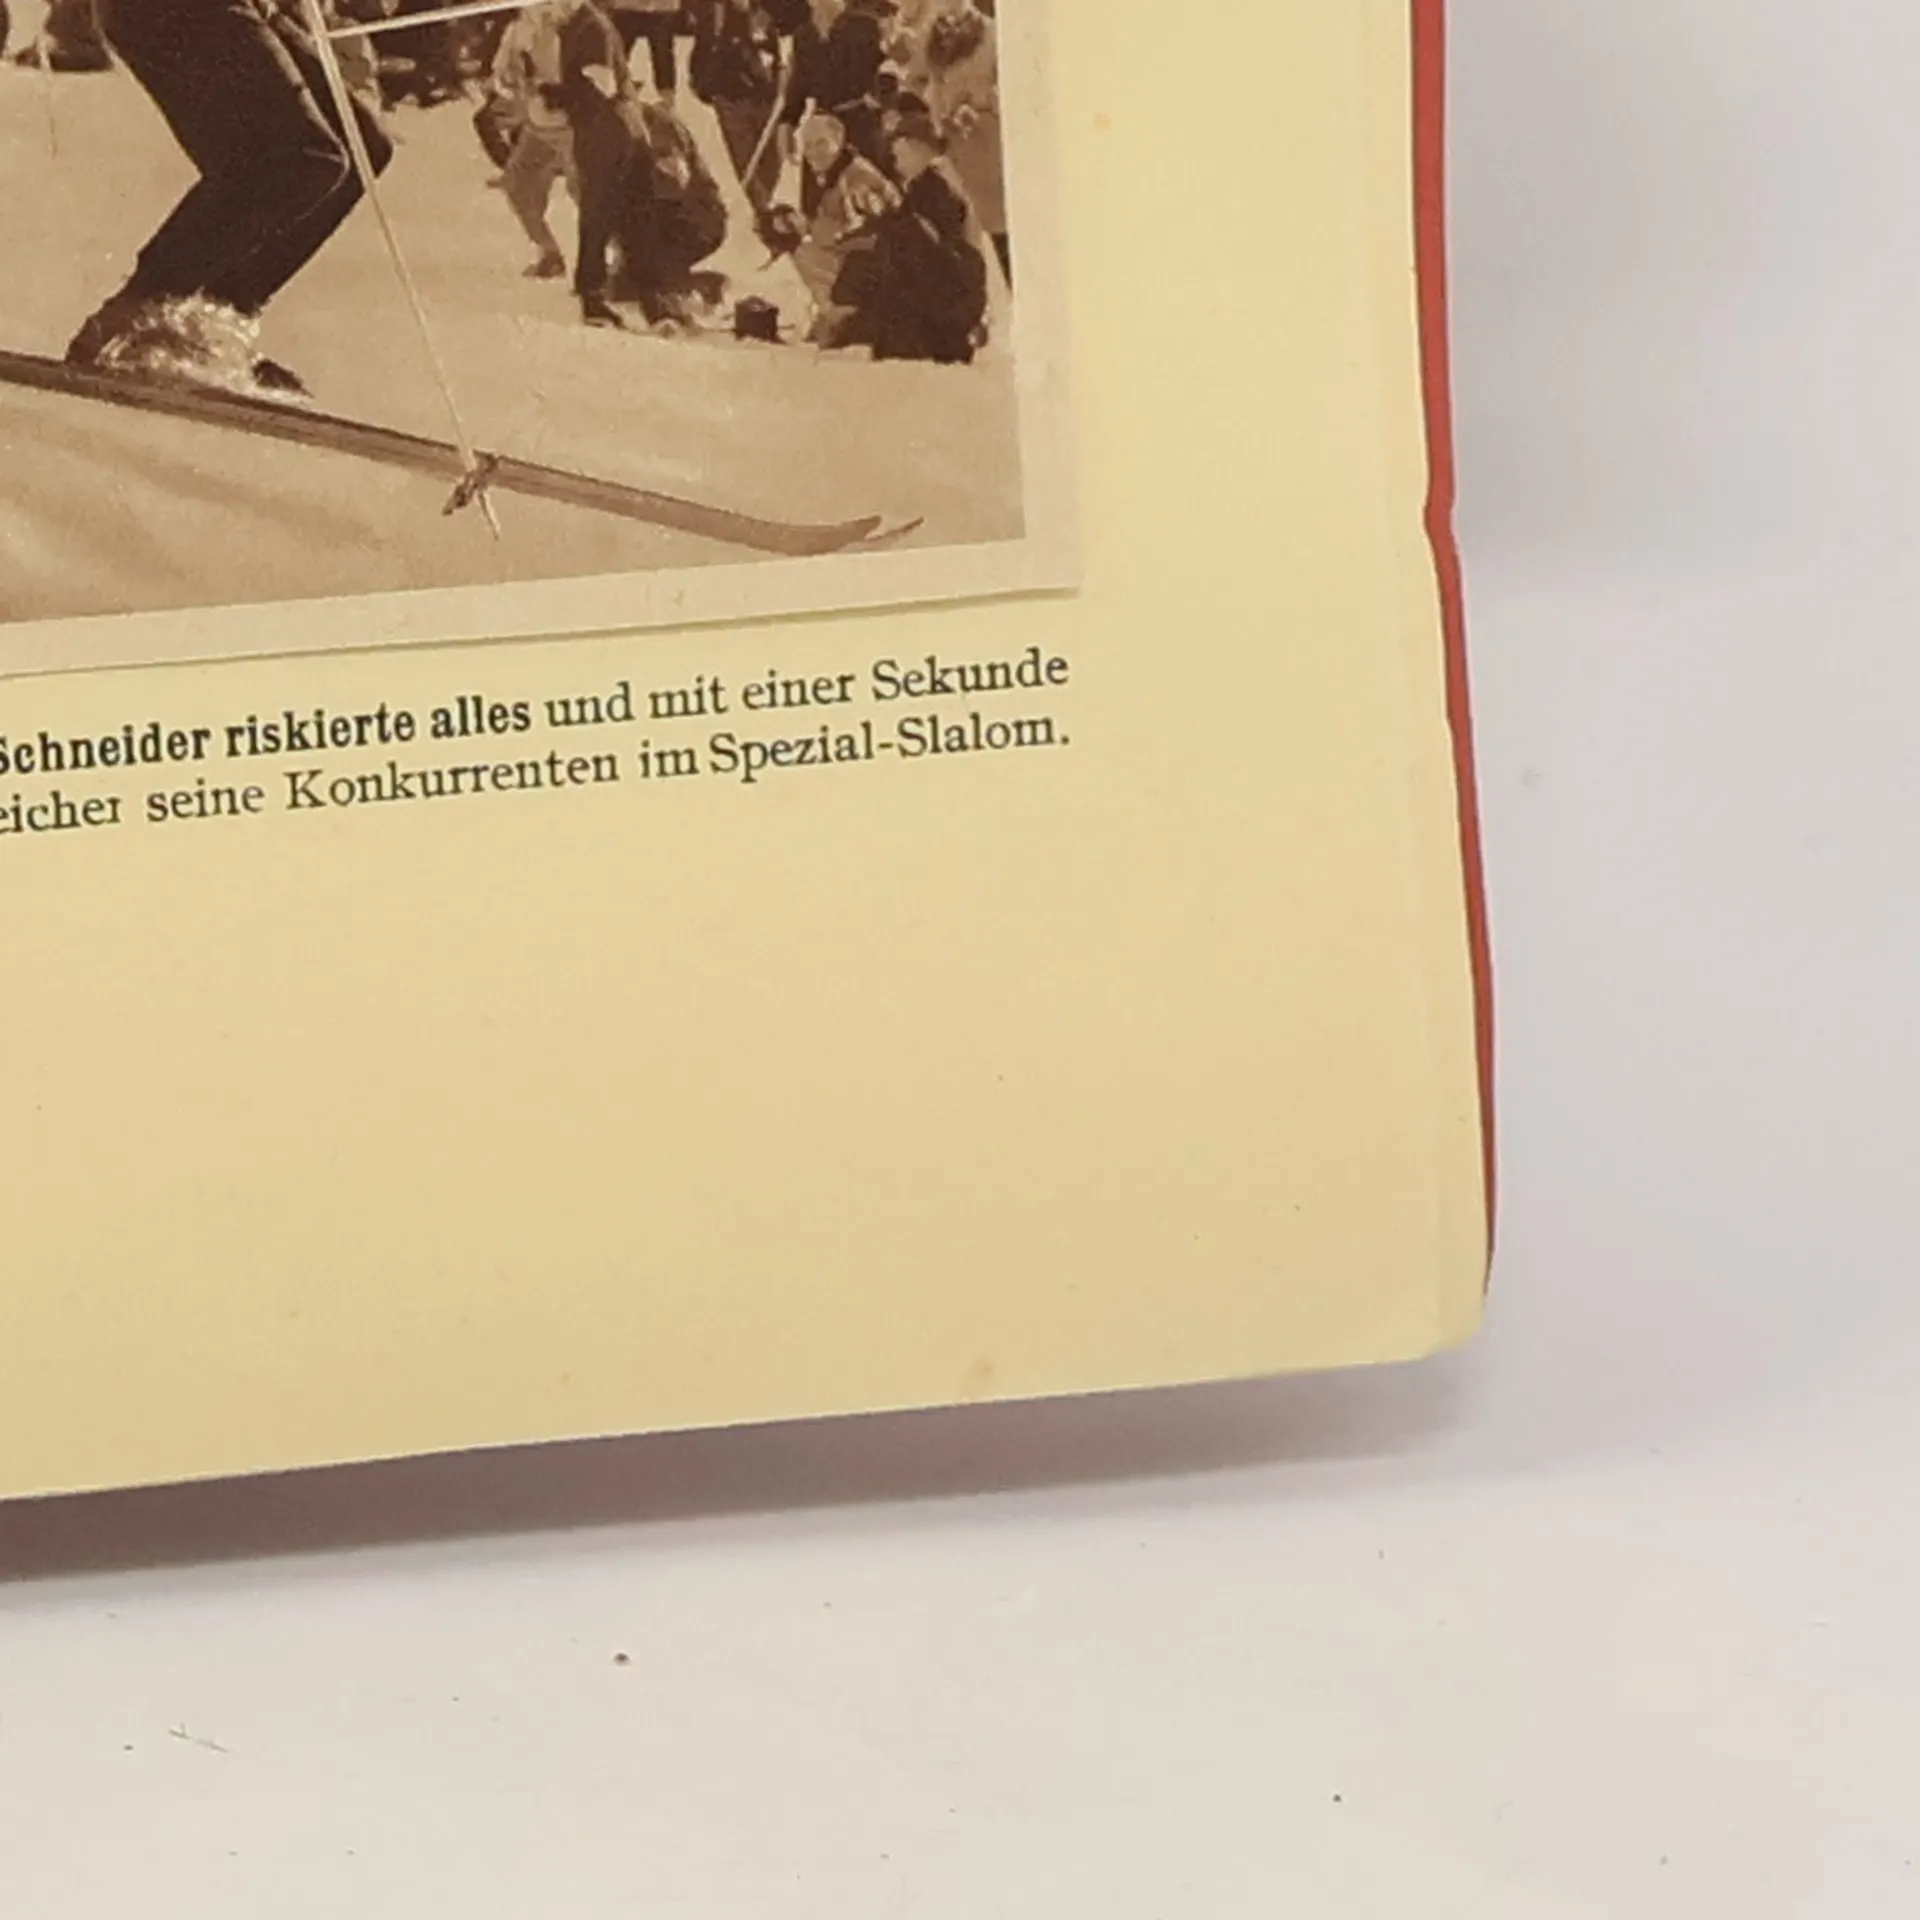 Schneider riskierte alles und mit einer Sekunde
eicher seine Konkurrenten im Spezial-Slalom.